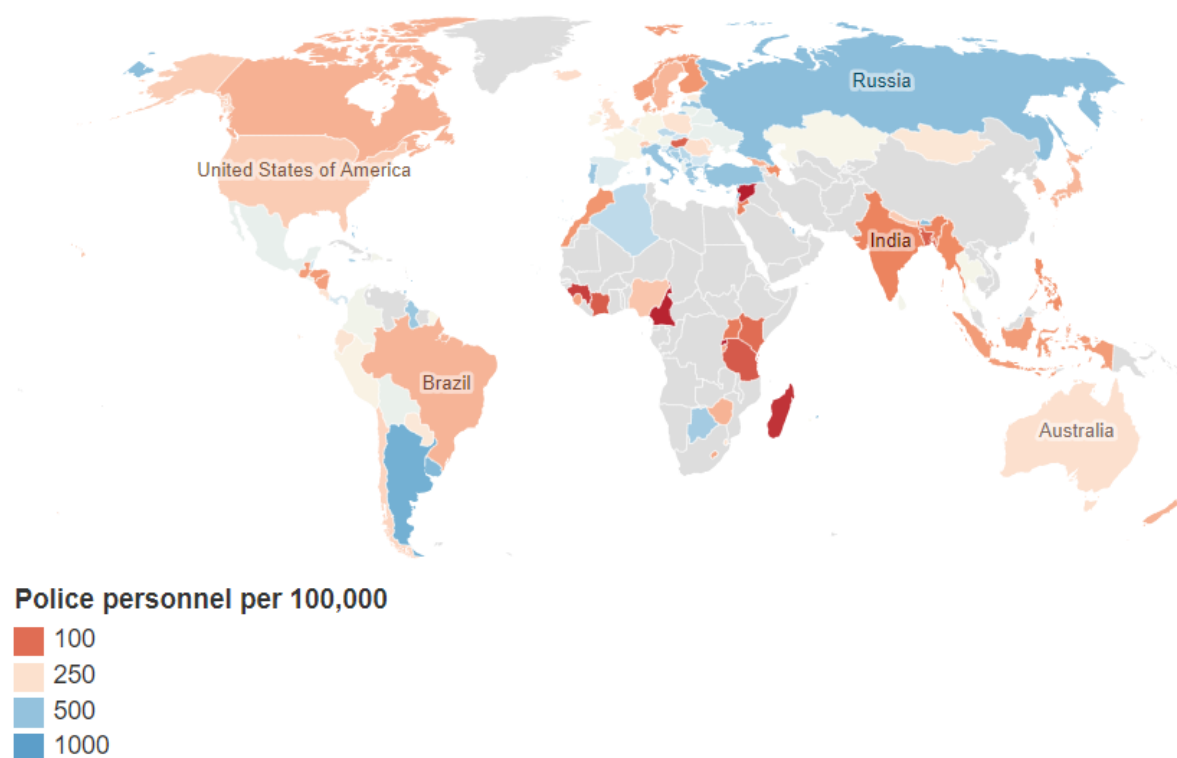 Russia
United States of America
India
Brazil
Australia
Police personnel per 100,000
100
250
500
1000